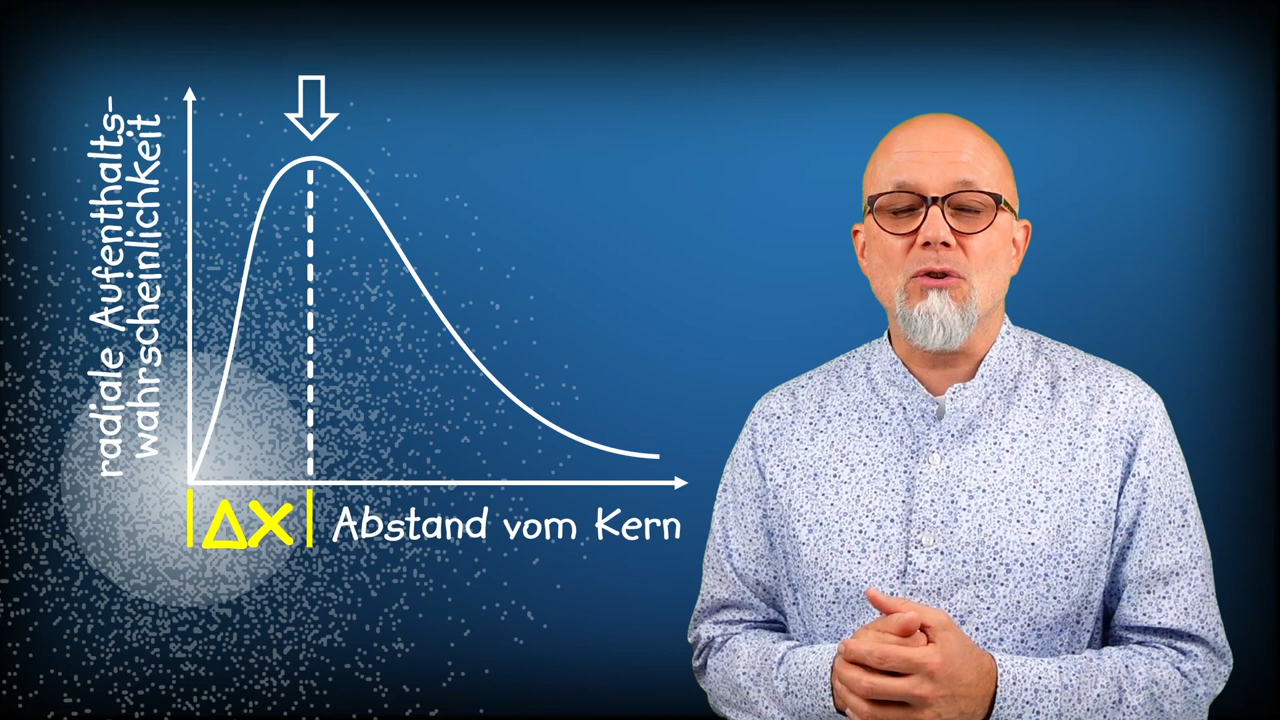 radiale Aufenthalts-
wahrscheinlichkeit
Δx
Abstand vom Kern